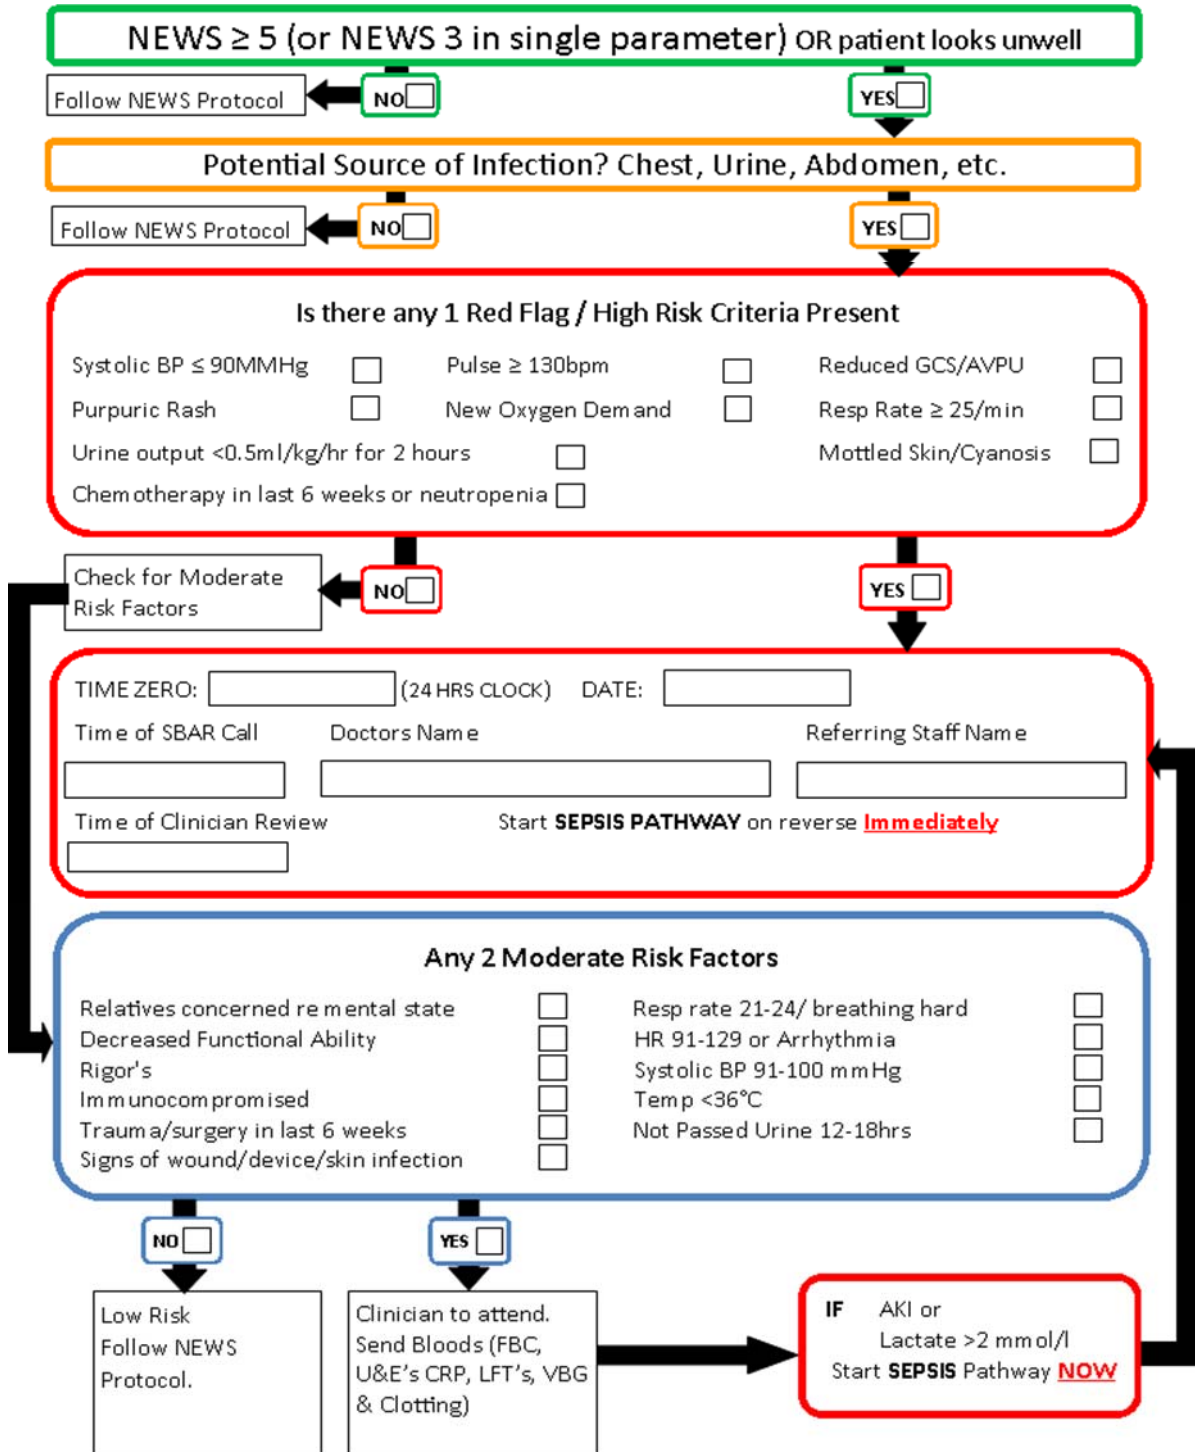 NEWS ≥ 5 (or NEWS 3 in single parameter) OR patient looks unwell
Follow NEWS Protocol
NO
YES
Potential Source of Infection? Chest, Urine, Abdomen, etc.
Follow NEWS Protocol
NO
YES
Is there any 1 Red Flag / High Risk Criteria Present
Systolic BP ≤ 90MMHg
Pulse ≥ 130bpm
Reduced GCS/AVPU
Purpuric Rash
New Oxygen Demand
Resp Rate ≥ 25/min
Urine output <0.5ml/kg/hr for 2 hours
Mottled Skin/Cyanosis
Chemotherapy in last 6 weeks or neutropenia
Check for Moderate
Risk Factors
NO
YES
TIME ZERO:
(24 HRS CLOCK)
DATE:
Time of SBAR Call
Doctors Name
Referring Staff Name
Time of Clinician Review
Start SEPSIS PATHWAY on reverse Immediately
Any 2 Moderate Risk Factors
Relatives concerned re mental state
Decreased Functional Ability
Rigor's
Immunocompromised
Trauma/surgery in last 6 weeks
Signs of wound/device/skin infection
Resp rate 21-24/ breathing hard
HR 91-129 or Arrhythmia
Systolic BP 91-100 mmHg
Temp <36°C
Not Passed Urine 12-18hrs
NO
YES
Low Risk
Follow NEWS
Protocol.
Clinician to attend.
Send Bloods (FBC,
U&E's CRP, LFT's, VBG
& Clotting)
IF AKI or
Lactate >2 mmol/l
Start SEPSIS Pathway NOW